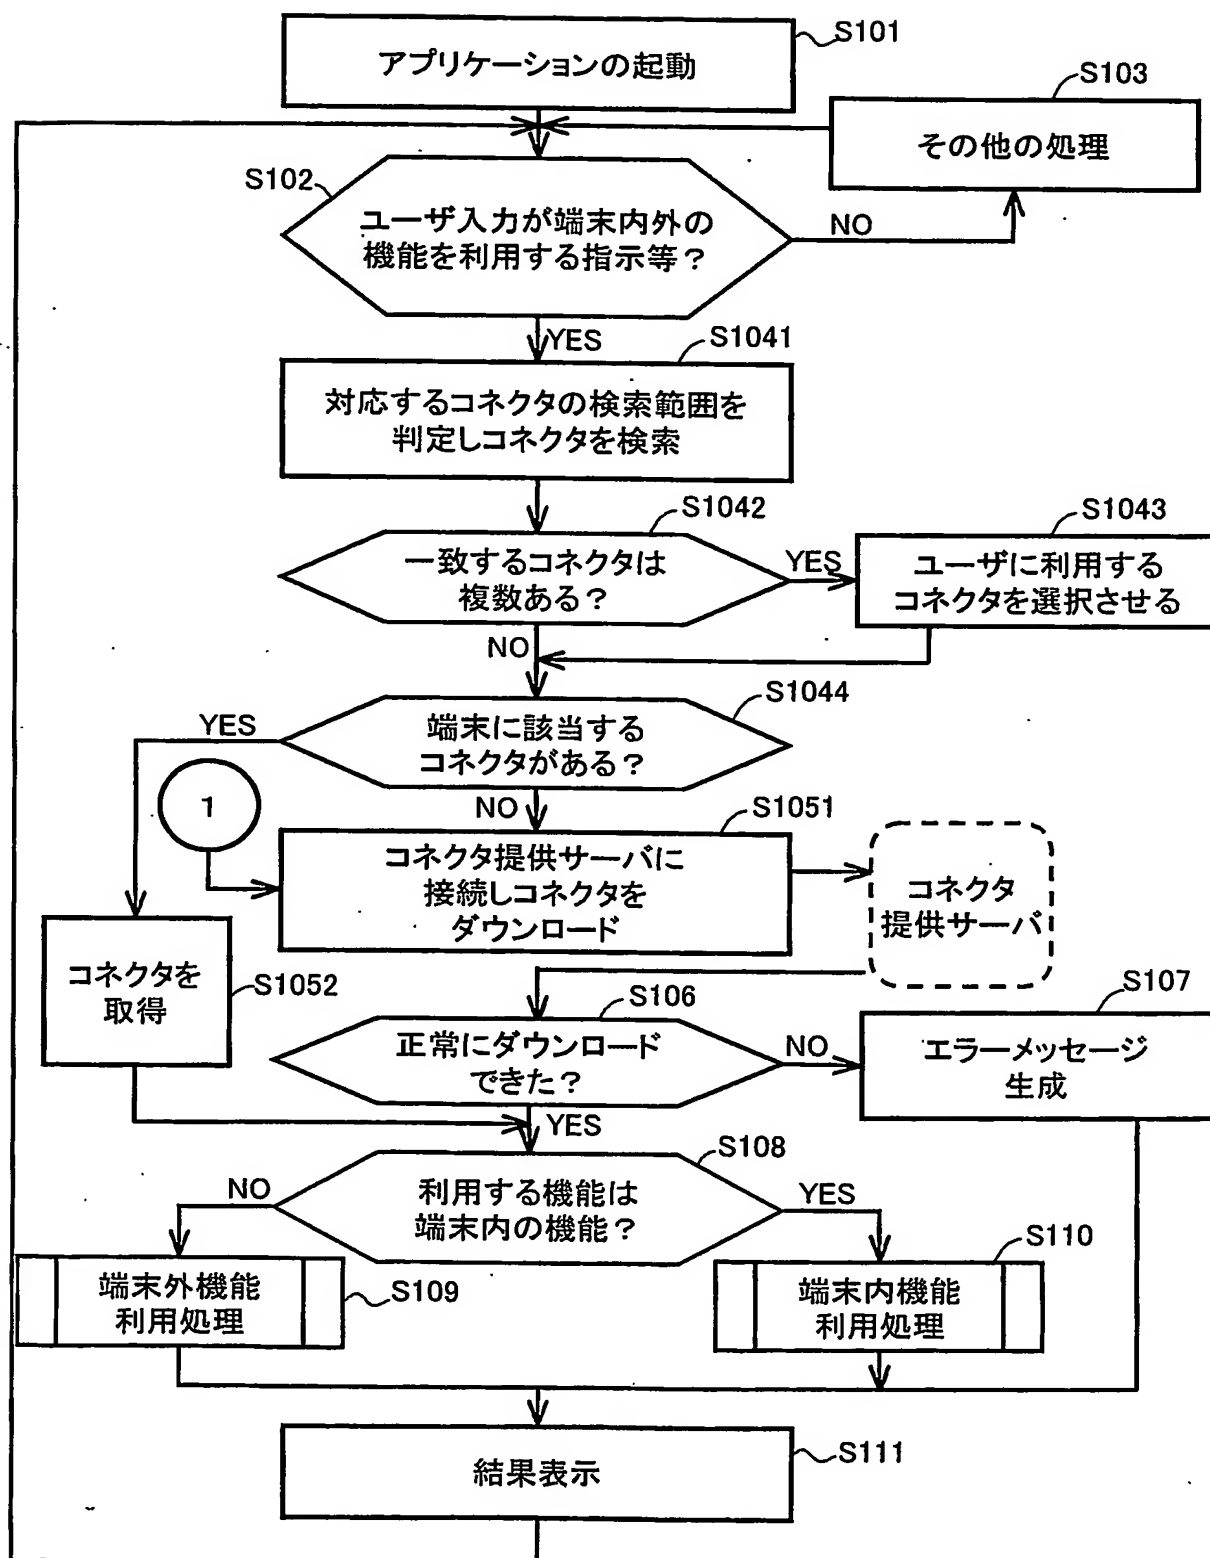 アプリケーションの起動
S101
S103
その他の処理
S102
ユーザ入力が端末内外の
機能を利用する指示等？
NO
YES
S1041
対応するコネクタの検索範囲を
判定しコネクタを検索
S1042
一致するコネクタは
複数ある？
YES
S1043
ユーザに利用する
コネクタを選択させる
NO
S1044
端末に該当する
コネクタがある？
YES
1
NO
S1051
コネクタ提供サーバに
接続しコネクタを
ダウンロード
コネクタ
提供サーバ
コネクタを
取得
S1052
S106
正常にダウンロード
できた？
NO
S107
エラーメッセージ
生成
YES
S108
利用する機能は
端末内の機能？
NO
YES
端末外機能
利用処理
S109
S110
端末内機能
利用処理
結果表示
S111